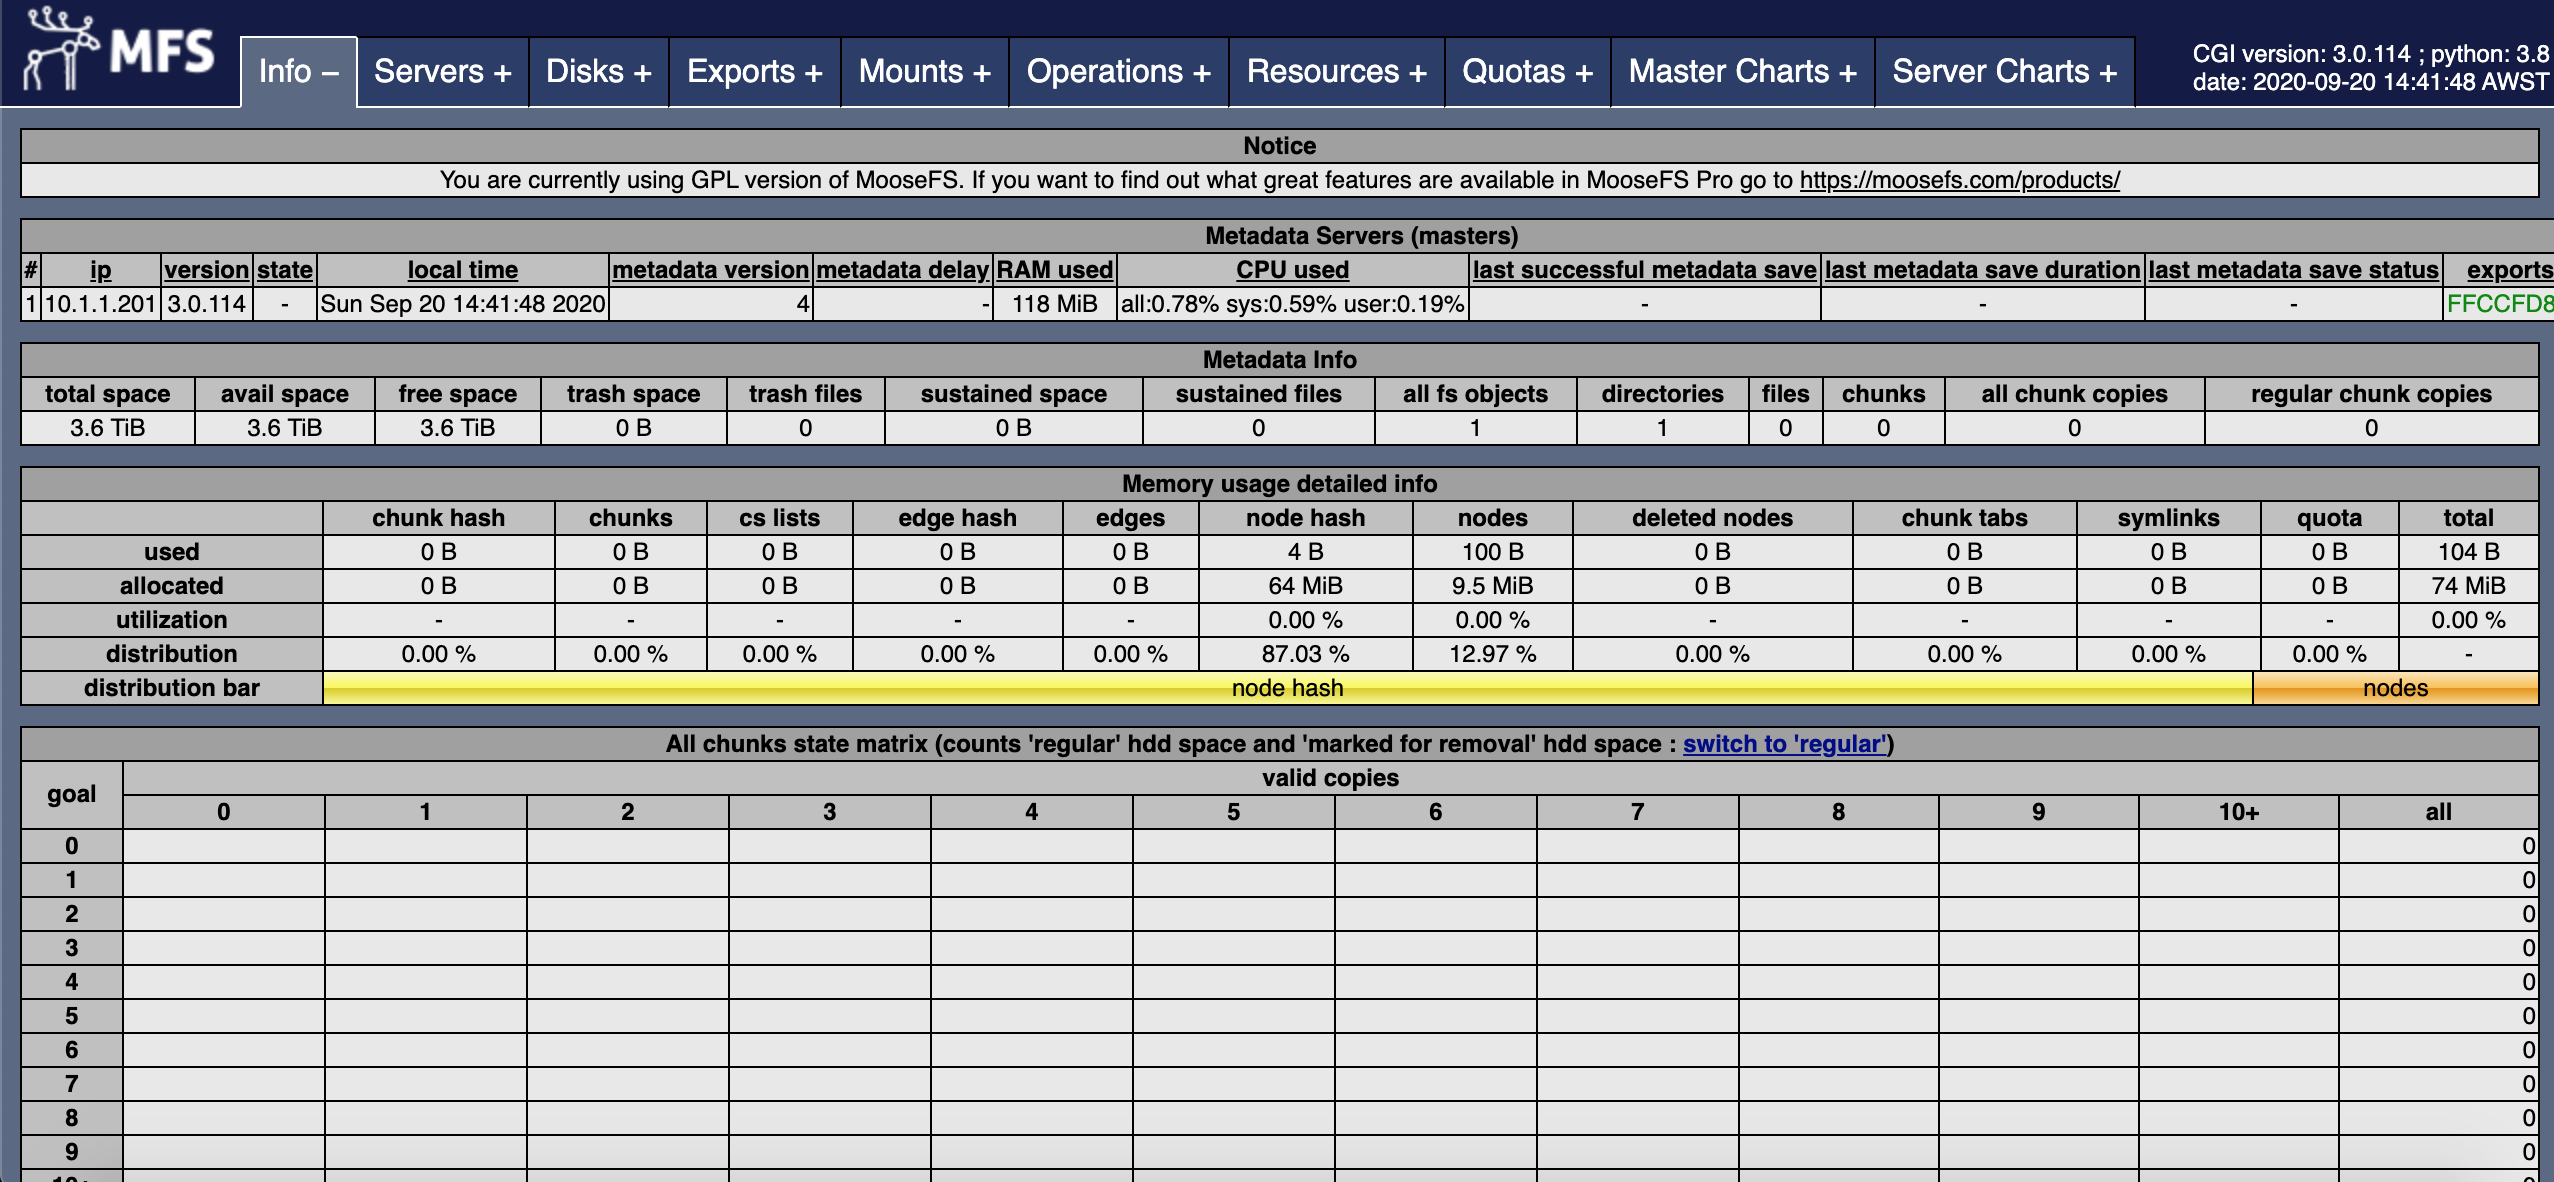 MFS
Info – Servers + Disks + Exports + Mounts + Operations + Resources + Quotas + Master Charts + Server Charts +
CGI version: 3.0.114 ; python: 3.8
date: 2020-09-20 14:41:48 AWST
Notice
You are currently using GPL version of MooseFS. If you want to find out what great features are available in MooseFS Pro go to https://moosefs.com/products/
Metadata Servers (masters)
# ip version state local time metadata version metadata delay RAM used CPU used last successful metadata save last metadata save duration last metadata save status exports
1 10.1.1.201 3.0.114 - Sun Sep 20 14:41:48 2020 4 - 118 MiB all:0.78% sys:0.59% user:0.19% - - - FFCCFD8
Metadata Info
total space avail space free space trash space trash files sustained space sustained files all fs objects directories files chunks all chunk copies regular chunk copies
3.6 TiB 3.6 TiB 3.6 TiB 0 B 0 0 B 0 1 1 0 0 0 0
Memory usage detailed info
chunk hash chunks cs lists edge hash edges node hash nodes deleted nodes chunk tabs symlinks quota total
used 0 B 0 B 0 B 0 B 0 B 4 B 100 B 0 B 0 B 0 B 0 B 104 B
allocated 0 B 0 B 0 B 0 B 0 B 64 MiB 9.5 MiB 0 B 0 B 0 B 0 B 74 MiB
utilization - - - - - 0.00 % 0.00 % - - - - 0.00 %
distribution 0.00 % 0.00 % 0.00 % 0.00 % 0.00 % 87.03 % 12.97 % 0.00 % 0.00 % 0.00 % 0.00 % -
distribution bar node hash nodes
All chunks state matrix (counts 'regular' hdd space and 'marked for removal' hdd space : switch to 'regular')
goal valid copies
0 1 2 3 4 5 6 7 8 9 10+ all
0 0
1 0
2 0
3 0
4 0
5 0
6 0
7 0
8 0
9 0